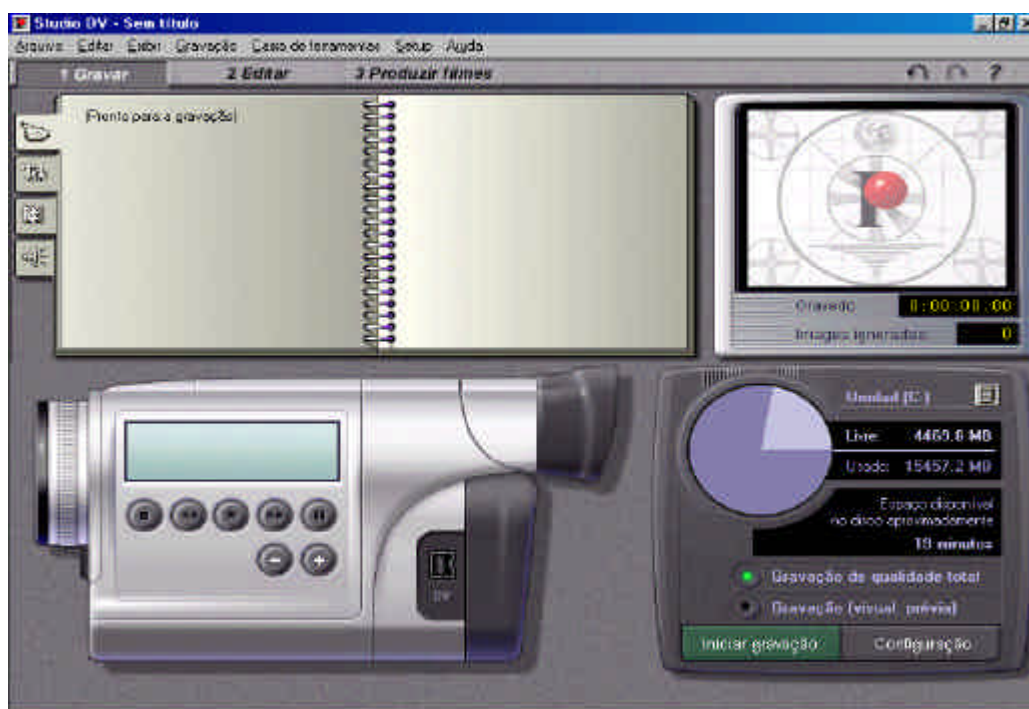 Studio DV - Sem título
Arquivo Editar Exibir Gravação Caixa de ferramentas Setup Ajuda
1 Gravar 2 Editar 3 Produzir filmes ?
(Pronto para a gravação)
Gravado 0:00:00:00
Images ignoradas: 0
Unidad (C:)
Livre: 4469.8 MB
Usado: 15457.2 MB
Espaço disponível
no disco aproximadamente
19 minutos
Gravação de qualidade total
Gravação (visual. prévia)
DV
Iniciar gravação Configuração